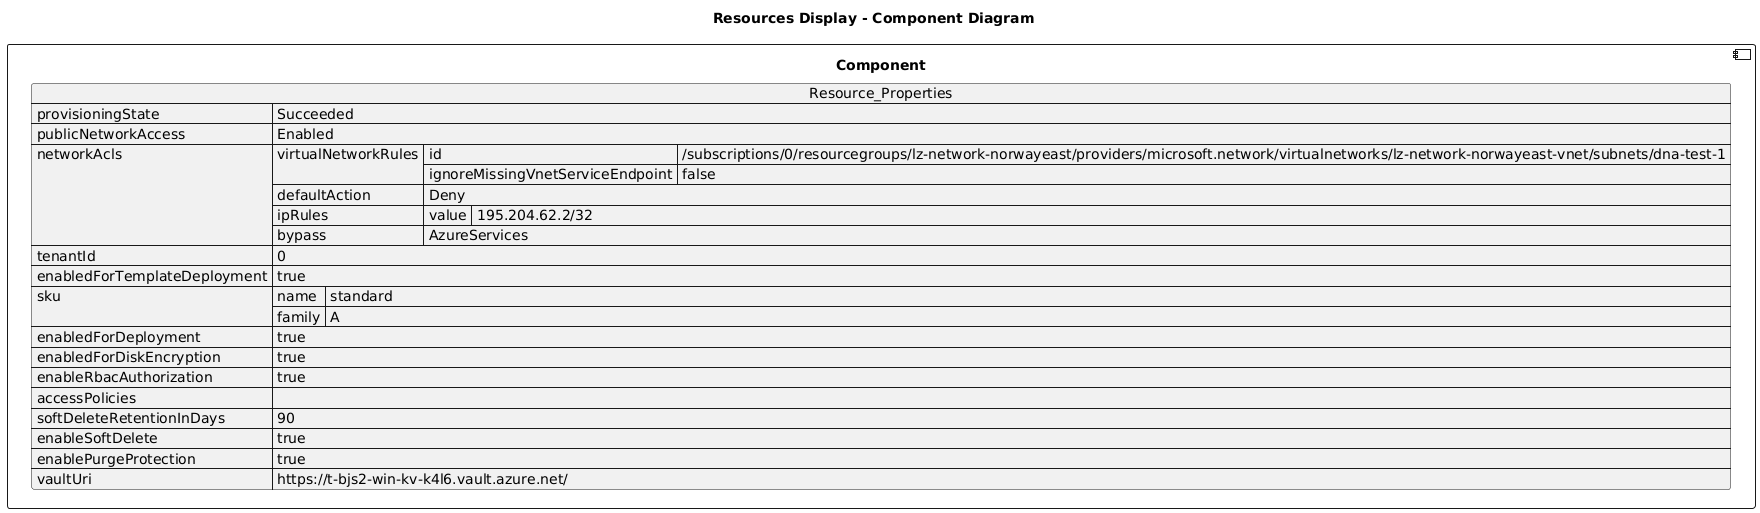 Resources Display - Component Diagram
Component
Resource_Properties
provisioningState Succeeded
publicNetworkAccess Enabled
networkAcls virtualNetworkRules id /subscriptions/0/resourcegroups/lz-network-norwayeast/providers/microsoft.network/virtualnetworks/lz-network-norwayeast-vnet/subnets/dna-test-1
ignoreMissingVnetServiceEndpoint false
defaultAction Deny
ipRules value 195.204.62.2/32
bypass AzureServices
tenantId 0
enabledForTemplateDeployment true
sku name standard
family A
enabledForDeployment true
enabledForDiskEncryption true
enableRbacAuthorization true
accessPolicies
softDeleteRetentionInDays 90
enableSoftDelete true
enablePurgeProtection true
vaultUri https://t-bjs2-win-kv-k4l6.vault.azure.net/